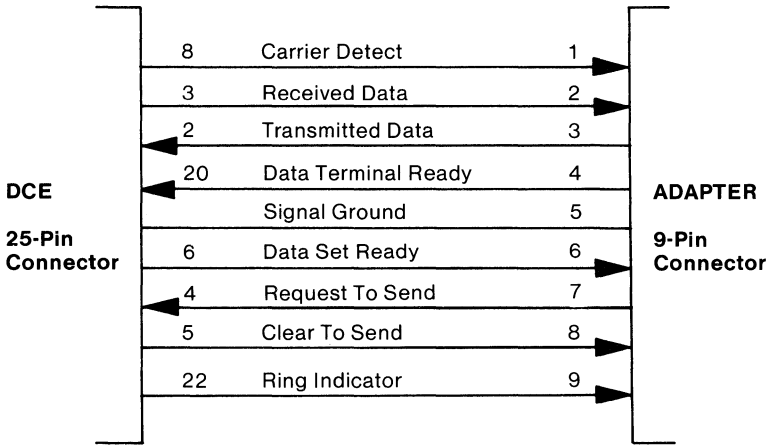 8 Carrier Detect 1
3 Received Data 2
2 Transmitted Data 3
20 Data Terminal Ready 4
DCE
ADAPTER
Signal Ground 5
25-Pin
Connector
9-Pin
Connector
6 Data Set Ready 6
4 Request To Send 7
5 Clear To Send 8
22 Ring Indicator 9